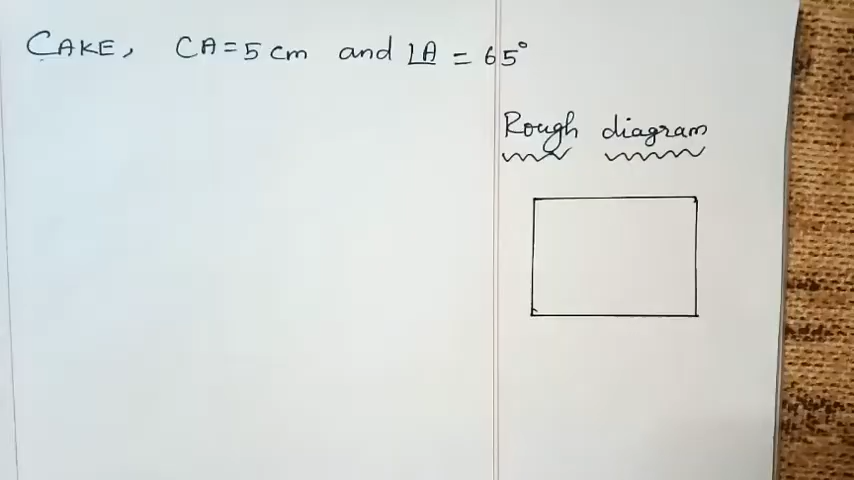 CAKE, CA = 5 cm and ∠A = 65°
Rough diagram